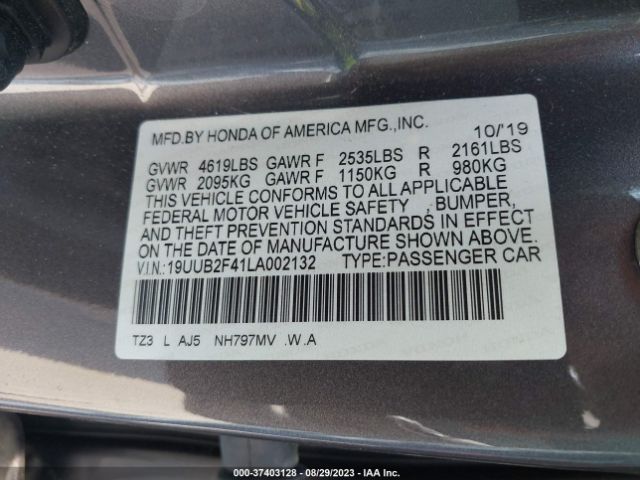 MFD.BY HONDA OF AMERICA MFG.,INC. 10/'19
GVWR 4619LBS GAWR F 2535LBS R 2161LBS
GVWR 2095KG GAWR F 1150KG R 980KG
THIS VEHICLE CONFORMS TO ALL APPLICABLE
FEDERAL MOTOR VEHICLE SAFETY , BUMPER,
AND THEFT PREVENTION STANDARDS IN EFFECT
ON THE DATE OF MANUFACTURE SHOWN ABOVE.
V.I.N.:19UUB2F41LA002132 TYPE:PASSENGER CAR
TZ3 L AJ5 NH797MV .W.A
000-37403128 - 08/29/2023 - IAA Inc.